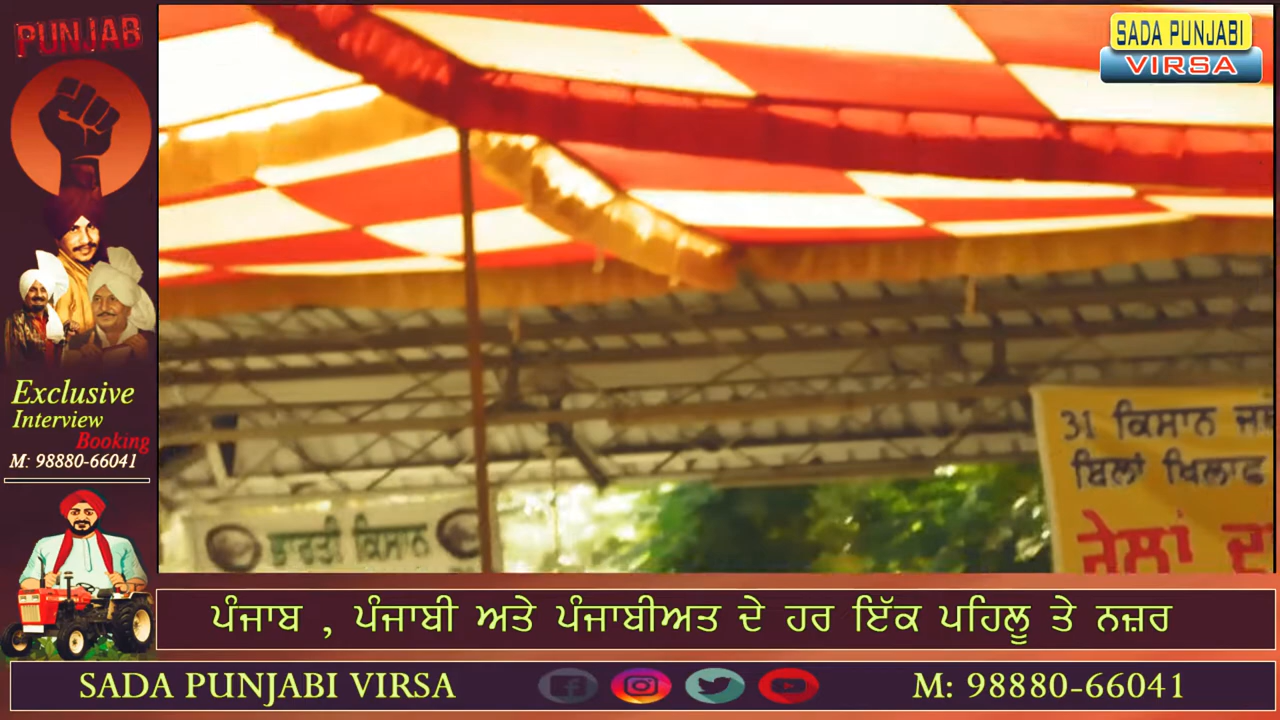 PUNJAB
SADA PUNJABI
VIRSA
Exclusive
Interview
Booking
M: 98880-66041
31 ਕਿਸਾਨ
ਬਿਲਾਂ ਖਿਲਾਫ
ਰੇਲਾਂ
ਭਾਰਤੀ ਕਿਸਾਨ
ਪੰਜਾਬ , ਪੰਜਾਬੀ ਅਤੇ ਪੰਜਾਬੀਅਤ ਦੇ ਹਰ ਇੱਕ ਪਹਿਲੂ ਤੇ ਨਜ਼ਰ
SADA PUNJABI VIRSA
M: 98880-66041